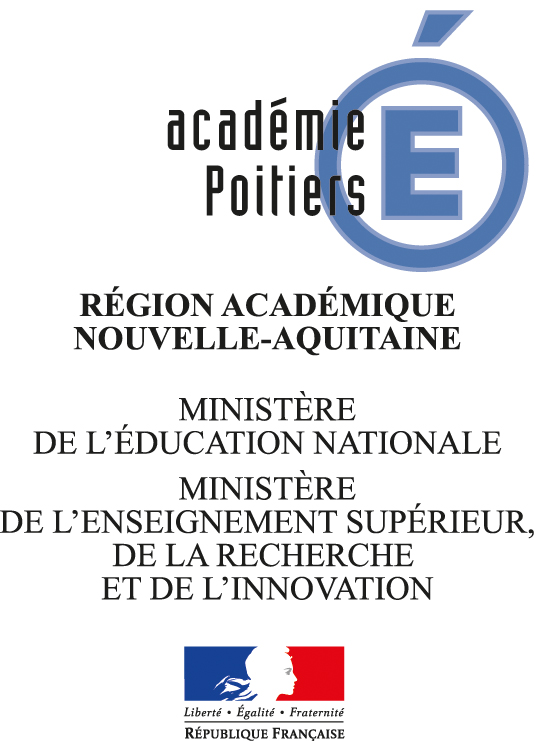 É
académie
Poitiers
RÉGION ACADÉMIQUE
NOUVELLE-AQUITAINE
MINISTÈRE
DE L’ÉDUCATION NATIONALE
MINISTÈRE
DE L’ENSEIGNEMENT SUPÉRIEUR,
DE LA RECHERCHE
ET DE L’INNOVATION
Liberté • Égalité • Fraternité
RÉPUBLIQUE FRANÇAISE